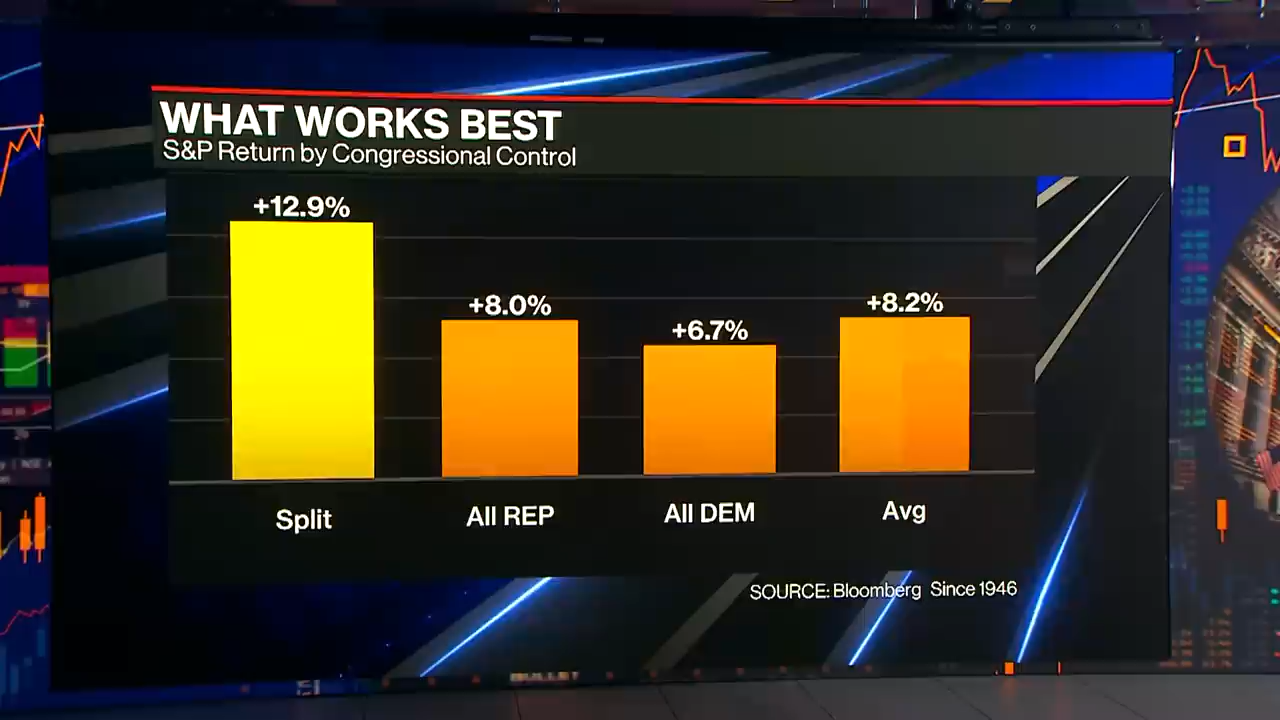 WHAT WORKS BEST
S&P Return by Congressional Control
+12.9%
+8.0%
+6.7%
+8.2%
Split
All REP
All DEM
Avg
SOURCE: Bloomberg Since 1946
NSE